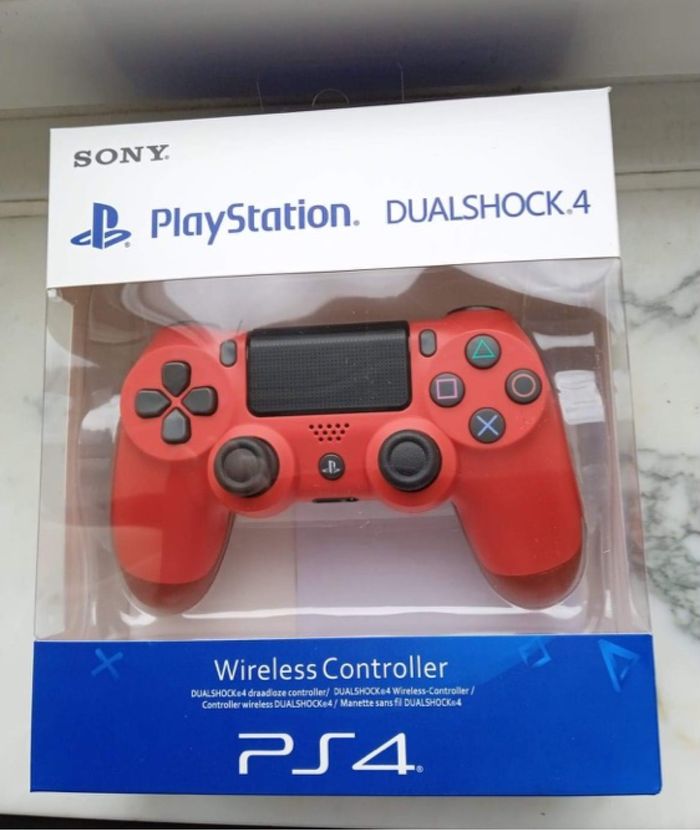 SONY®
PlayStation® DUALSHOCK®4
Wireless Controller
DUALSHOCK®4 draadloze controller/ DUALSHOCK®4 Wireless-Controller /
Controller wireless DUALSHOCK®4 / Manette sans fil DUALSHOCK®4
PS4®